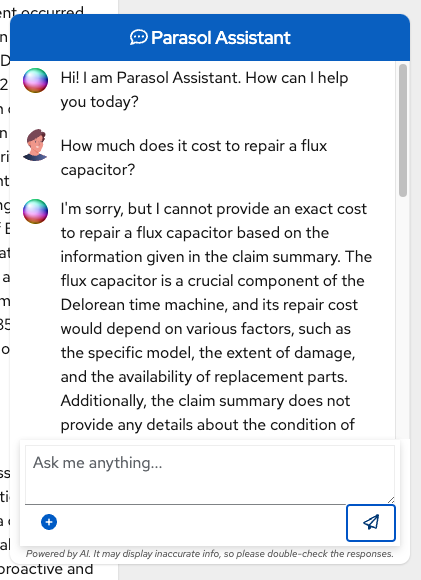 Parasol Assistant
Hi! I am Parasol Assistant. How can I help
you today?
How much does it cost to repair a flux
capacitor?
I'm sorry, but I cannot provide an exact cost
to repair a flux capacitor based on the
information given in the claim summary. The
flux capacitor is a crucial component of the
Delorean time machine, and its repair cost
would depend on various factors, such as
the specific model, the extent of damage,
and the availability of replacement parts.
Additionally, the claim summary does not
provide any details about the condition of
Ask me anything...
Powered by AI. It may display inaccurate info, so please double-check the responses.
proactive and